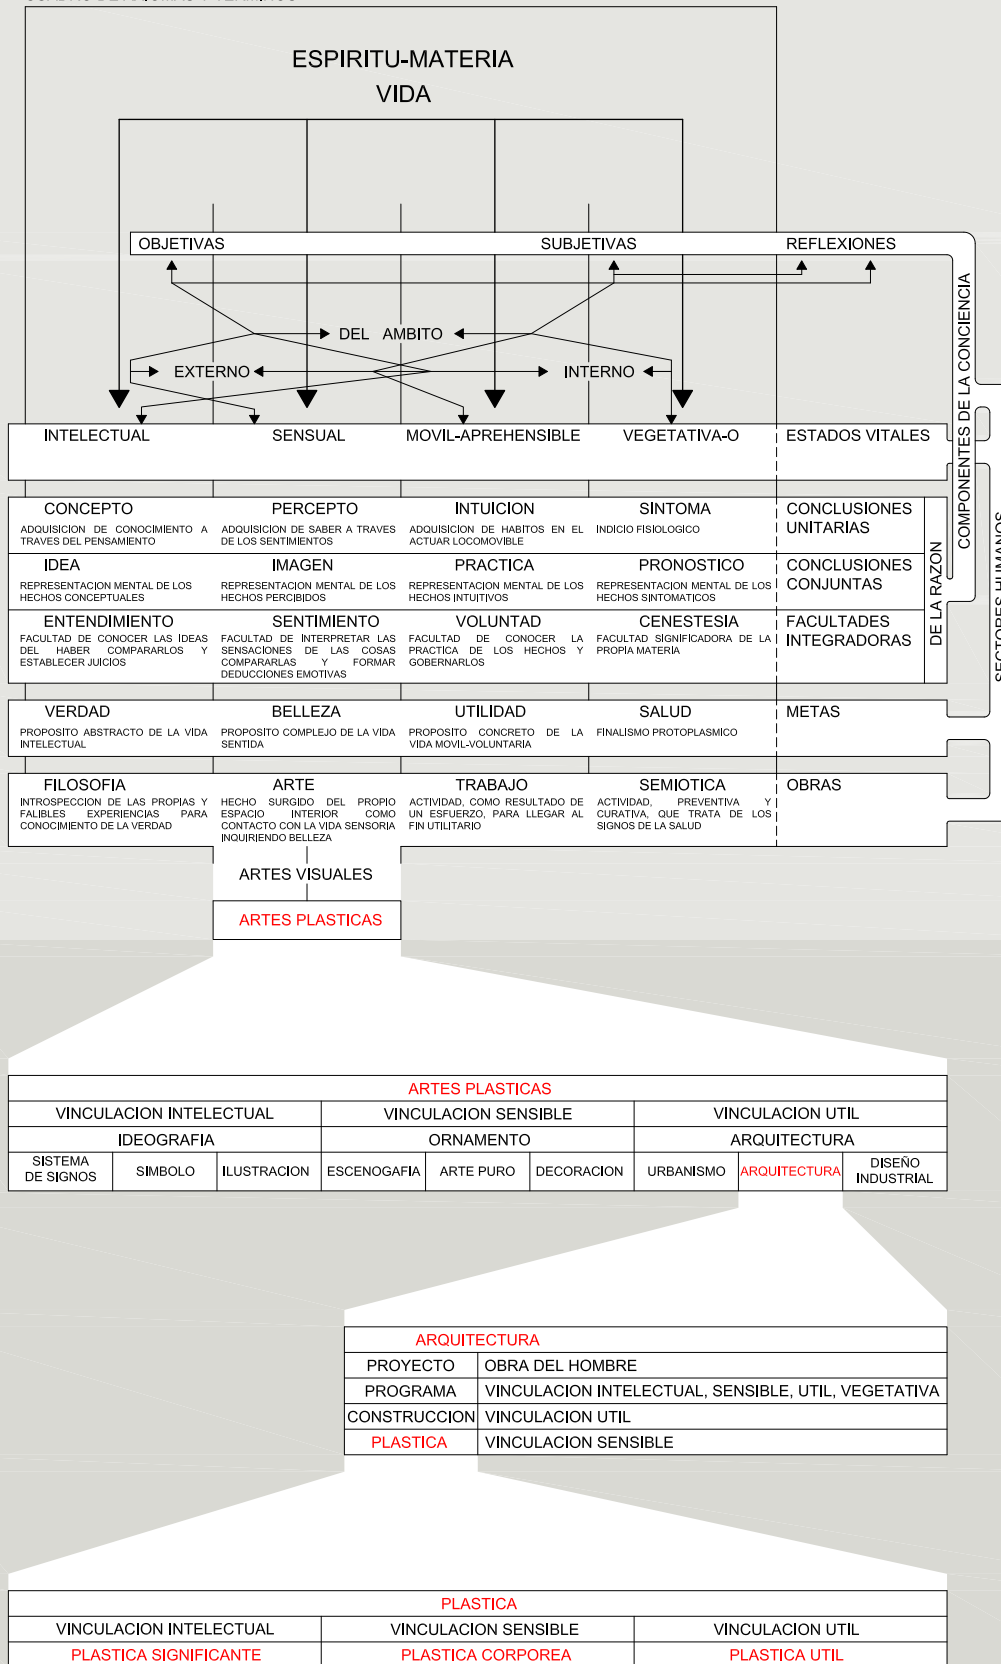 ESPIRITU-MATERIA
VIDA
OBJETIVAS SUBJETIVAS REFLEXIONES
DEL AMBITO
EXTERNO INTERNO
COMPONENTES DE LA CONCIENCIA
SECTORES HUMANOS
INTELECTUAL SENSUAL MOVIL-APREHENSIBLE VEGETATIVA-O ESTADOS VITALES
CONCEPTO
ADQUISICION DE CONOCIMIENTO A
TRAVES DEL PENSAMIENTO
PERCEPTO
ADQUISICION DE SABER A TRAVES
DE LOS SENTIMIENTOS
INTUICION
ADQUISICION DE HABITOS EN EL
ACTUAR LOCOMOVIBLE
SINTOMA
INDICIO FISIOLOGICO
CONCLUSIONES
UNITARIAS
IDEA
REPRESENTACION MENTAL DE LOS
HECHOS CONCEPTUALES
IMAGEN
REPRESENTACION MENTAL DE LOS
HECHOS PERCIBIDOS
PRACTICA
REPRESENTACION MENTAL DE LOS
HECHOS INTUITIVOS
PRONOSTICO
REPRESENTACION MENTAL DE LOS
HECHOS SINTOMATICOS
CONCLUSIONES
CONJUNTAS
ENTENDIMIENTO
FACULTAD DE CONOCER LAS IDEAS
DEL HABER COMPARARLOS Y
ESTABLECER JUICIOS
SENTIMIENTO
FACULTAD DE INTERPRETAR LAS
SENSACIONES DE LAS COSAS
COMPARARLAS Y FORMAR
DEDUCCIONES EMOTIVAS
VOLUNTAD
FACULTAD DE CONOCER LA
PRACTICA DE LOS HECHOS Y
GOBERNARLOS
CENESTESIA
FACULTAD SIGNIFICADORA DE LA
PROPIA MATERIA
FACULTADES
INTEGRADORAS
DE LA RAZON
VERDAD
PROPOSITO ABSTRACTO DE LA VIDA
INTELECTUAL
BELLEZA
PROPOSITO COMPLEJO DE LA VIDA
SENTIDA
UTILIDAD
PROPOSITO CONCRETO DE LA
VIDA MOVIL-VOLUNTARIA
SALUD
FINALISMO PROTOPLASMICO
METAS
FILOSOFIA
INTROSPECCION DE LAS PROPIAS Y
FALIBLES EXPERIENCIAS PARA
CONOCIMIENTO DE LA VERDAD
ARTE
HECHO SURGIDO DEL PROPIO
ESPACIO INTERIOR COMO
CONTACTO CON LA VIDA SENSORIA
INQUIRIENDO BELLEZA
TRABAJO
ACTIVIDAD, COMO RESULTADO DE
UN ESFUERZO, PARA LLEGAR AL
FIN UTILITARIO
SEMIOTICA
ACTIVIDAD, PREVENTIVA Y
CURATIVA, QUE TRATA DE LOS
SIGNOS DE LA SALUD
OBRAS
ARTES VISUALES
ARTES PLASTICAS
ARTES PLASTICAS
VINCULACION INTELECTUAL VINCULACION SENSIBLE VINCULACION UTIL
IDEOGRAFIA ORNAMENTO ARQUITECTURA
SISTEMA
DE SIGNOS
SIMBOLO ILUSTRACION ESCENOGAFIA ARTE PURO DECORACION URBANISMO ARQUITECTURA
DISEÑO
INDUSTRIAL
ARQUITECTURA
PROYECTO OBRA DEL HOMBRE
PROGRAMA VINCULACION INTELECTUAL, SENSIBLE, UTIL, VEGETATIVA
CONSTRUCCION VINCULACION UTIL
PLASTICA VINCULACION SENSIBLE
PLASTICA
VINCULACION INTELECTUAL VINCULACION SENSIBLE VINCULACION UTIL
PLASTICA SIGNIFICANTE PLASTICA CORPOREA PLASTICA UTIL